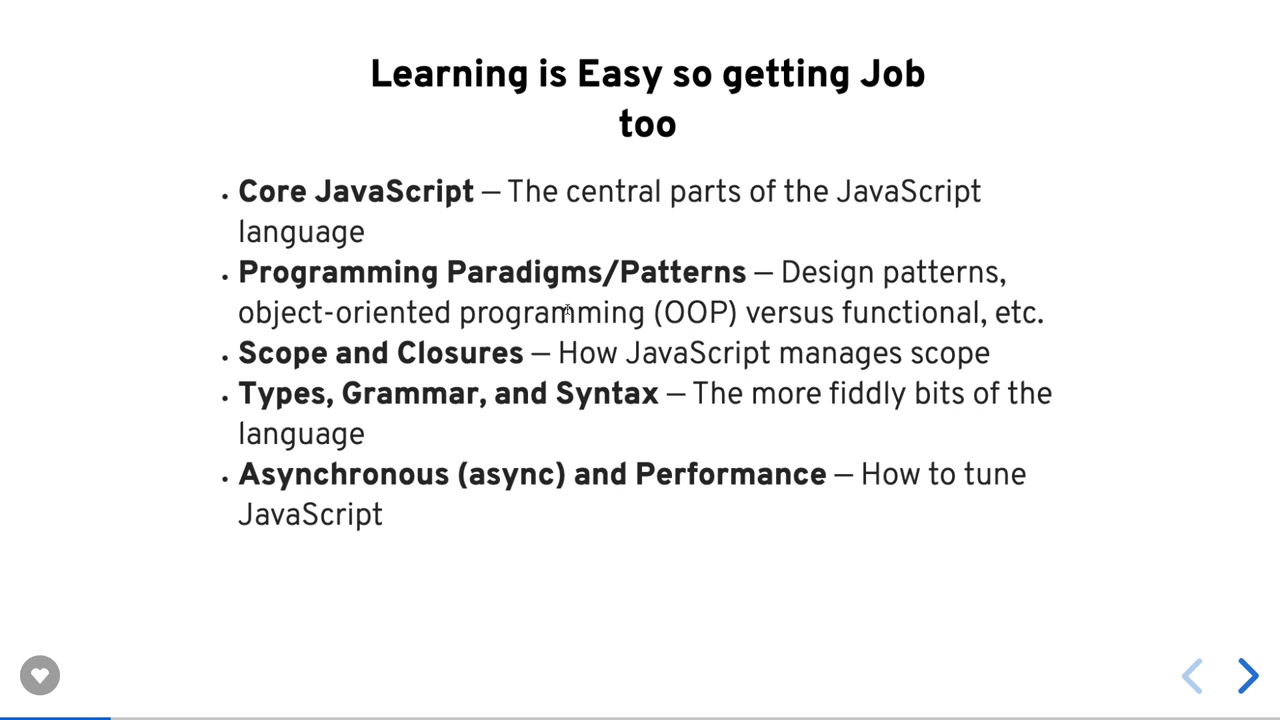 Learning is Easy so getting Job
too
• Core JavaScript – The central parts of the JavaScript
language
• Programming Paradigms/Patterns – Design patterns,
object-oriented programming (OOP) versus functional, etc.
• Scope and Closures – How JavaScript manages scope
• Types, Grammar, and Syntax – The more fiddly bits of the
language
• Asynchronous (async) and Performance – How to tune
JavaScript